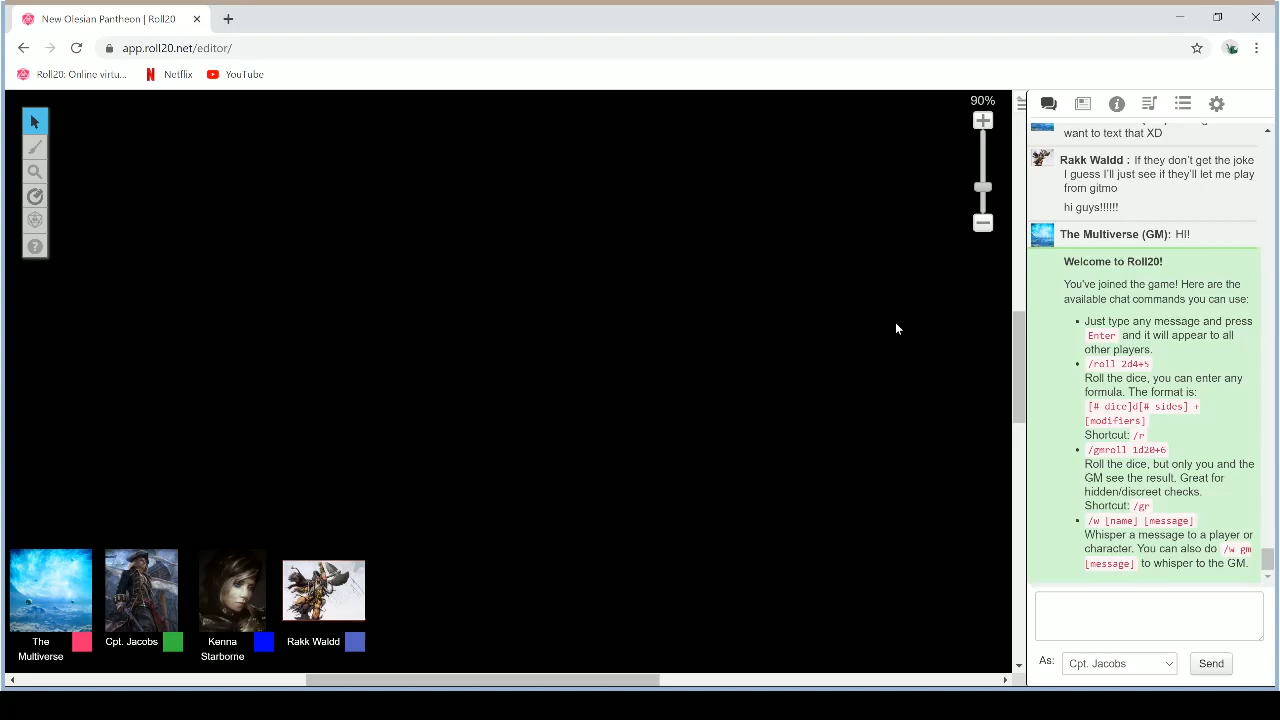 New Olesian Pantheon | Roll20
app.roll20.net/editor/
Roll20: Online virtu...
Netflix
YouTube
90%
want to text that XD
Rakk Waldd : If they don't get the joke
I guess I'll just see if they'll let me play
from gitmo
hi guys!!!!!!
The Multiverse (GM): HI!
Welcome to Roll20!
You've joined the game! Here are the
available chat commands you can use:
• Just type any message and press
Enter and it will appear to all
other players.
• /roll 2d4+5
Roll the dice, you can enter any
formula. The format is:
[# dice]d[# sides] +
[modifiers]
Shortcut: /r
• /gmroll 1d20+6
Roll the dice, but only you and the
GM see the result. Great for
hidden/discreet checks.
Shortcut: /gr
• /w [name] [message]
Whisper a message to a player or
character. You can also do /w gm
[message] to whisper to the GM.
The
Multiverse
Cpt. Jacobs
Kenna
Starborne
Rakk Waldd
As:
Cpt. Jacobs
Send